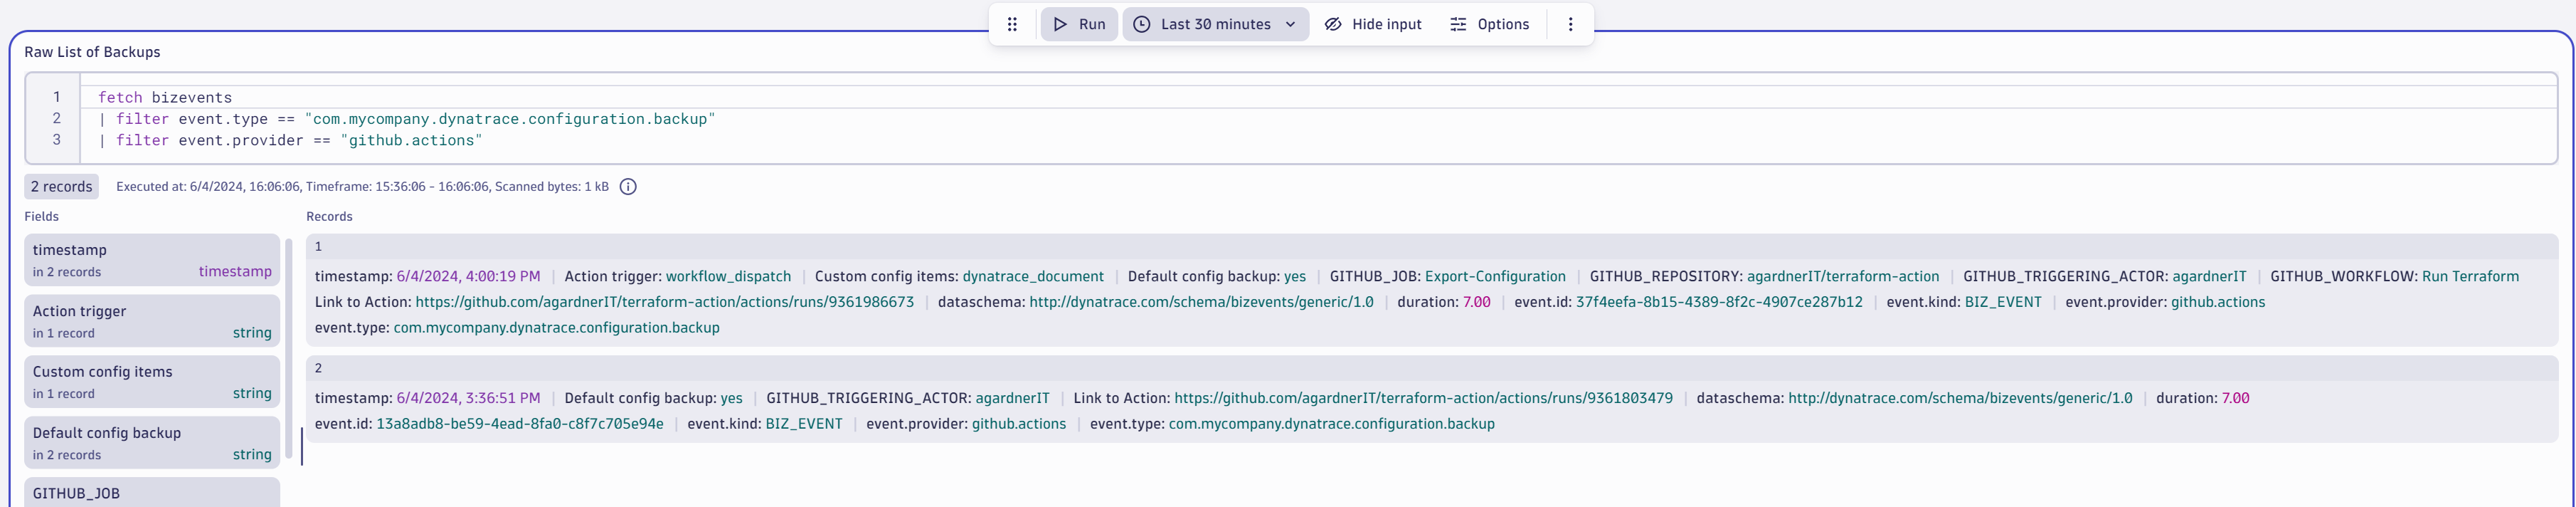 Run
Last 30 minutes
Hide input
Options
Raw List of Backups
1 fetch bizevents
2 | filter event.type == "com.mycompany.dynatrace.configuration.backup"
3 | filter event.provider == "github.actions"
2 records Executed at: 6/4/2024, 16:06:06, Timeframe: 15:36:06 - 16:06:06, Scanned bytes: 1 kB
Fields
timestamp
in 2 records timestamp
Action trigger
in 1 record string
Custom config items
in 1 record string
Default config backup
in 2 records string
GITHUB_JOB
Records
1
timestamp: 6/4/2024, 4:00:19 PM | Action trigger: workflow_dispatch | Custom config items: dynatrace_document | Default config backup: yes | GITHUB_JOB: Export-Configuration | GITHUB_REPOSITORY: agardnerIT/terraform-action | GITHUB_TRIGGERING_ACTOR: agardnerIT | GITHUB_WORKFLOW: Run Terraform
Link to Action: https://github.com/agardnerIT/terraform-action/actions/runs/9361986673 | dataschema: http://dynatrace.com/schema/bizevents/generic/1.0 | duration: 7.00 | event.id: 37f4eefa-8b15-4389-8f2c-4907ce287b12 | event.kind: BIZ_EVENT | event.provider: github.actions
event.type: com.mycompany.dynatrace.configuration.backup
2
timestamp: 6/4/2024, 3:36:51 PM | Default config backup: yes | GITHUB_TRIGGERING_ACTOR: agardnerIT | Link to Action: https://github.com/agardnerIT/terraform-action/actions/runs/9361803479 | dataschema: http://dynatrace.com/schema/bizevents/generic/1.0 | duration: 7.00
event.id: 13a8adb8-be59-4ead-8fa0-c8f7c705e94e | event.kind: BIZ_EVENT | event.provider: github.actions | event.type: com.mycompany.dynatrace.configuration.backup